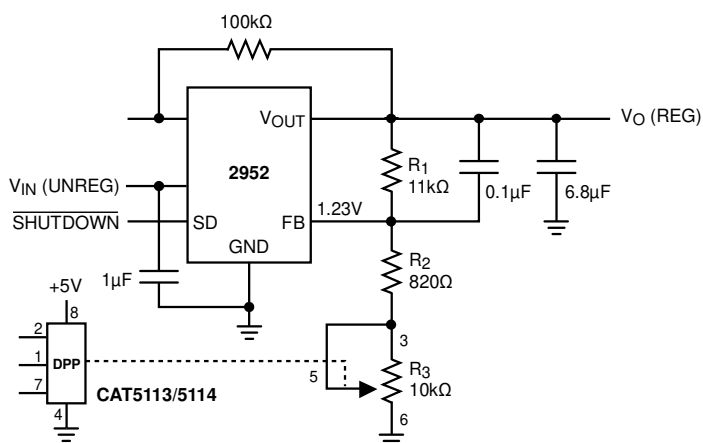 100kΩ
VOUT
VO (REG)
2952
R1
11kΩ
0.1µF
6.8µF
VIN (UNREG)
1.23V
SHUTDOWN
SD
FB
GND
R2
820Ω
1µF
+5V
8
2
3
1
DPP
5
R3
10kΩ
7
CAT5113/5114
4
6